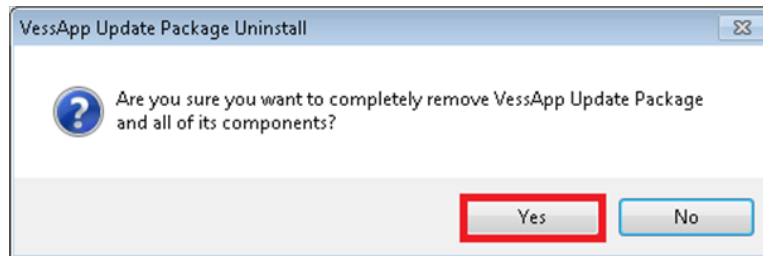 VessApp Update Package Uninstall
Are you sure you want to completely remove VessApp Update Package
and all of its components?
Yes No